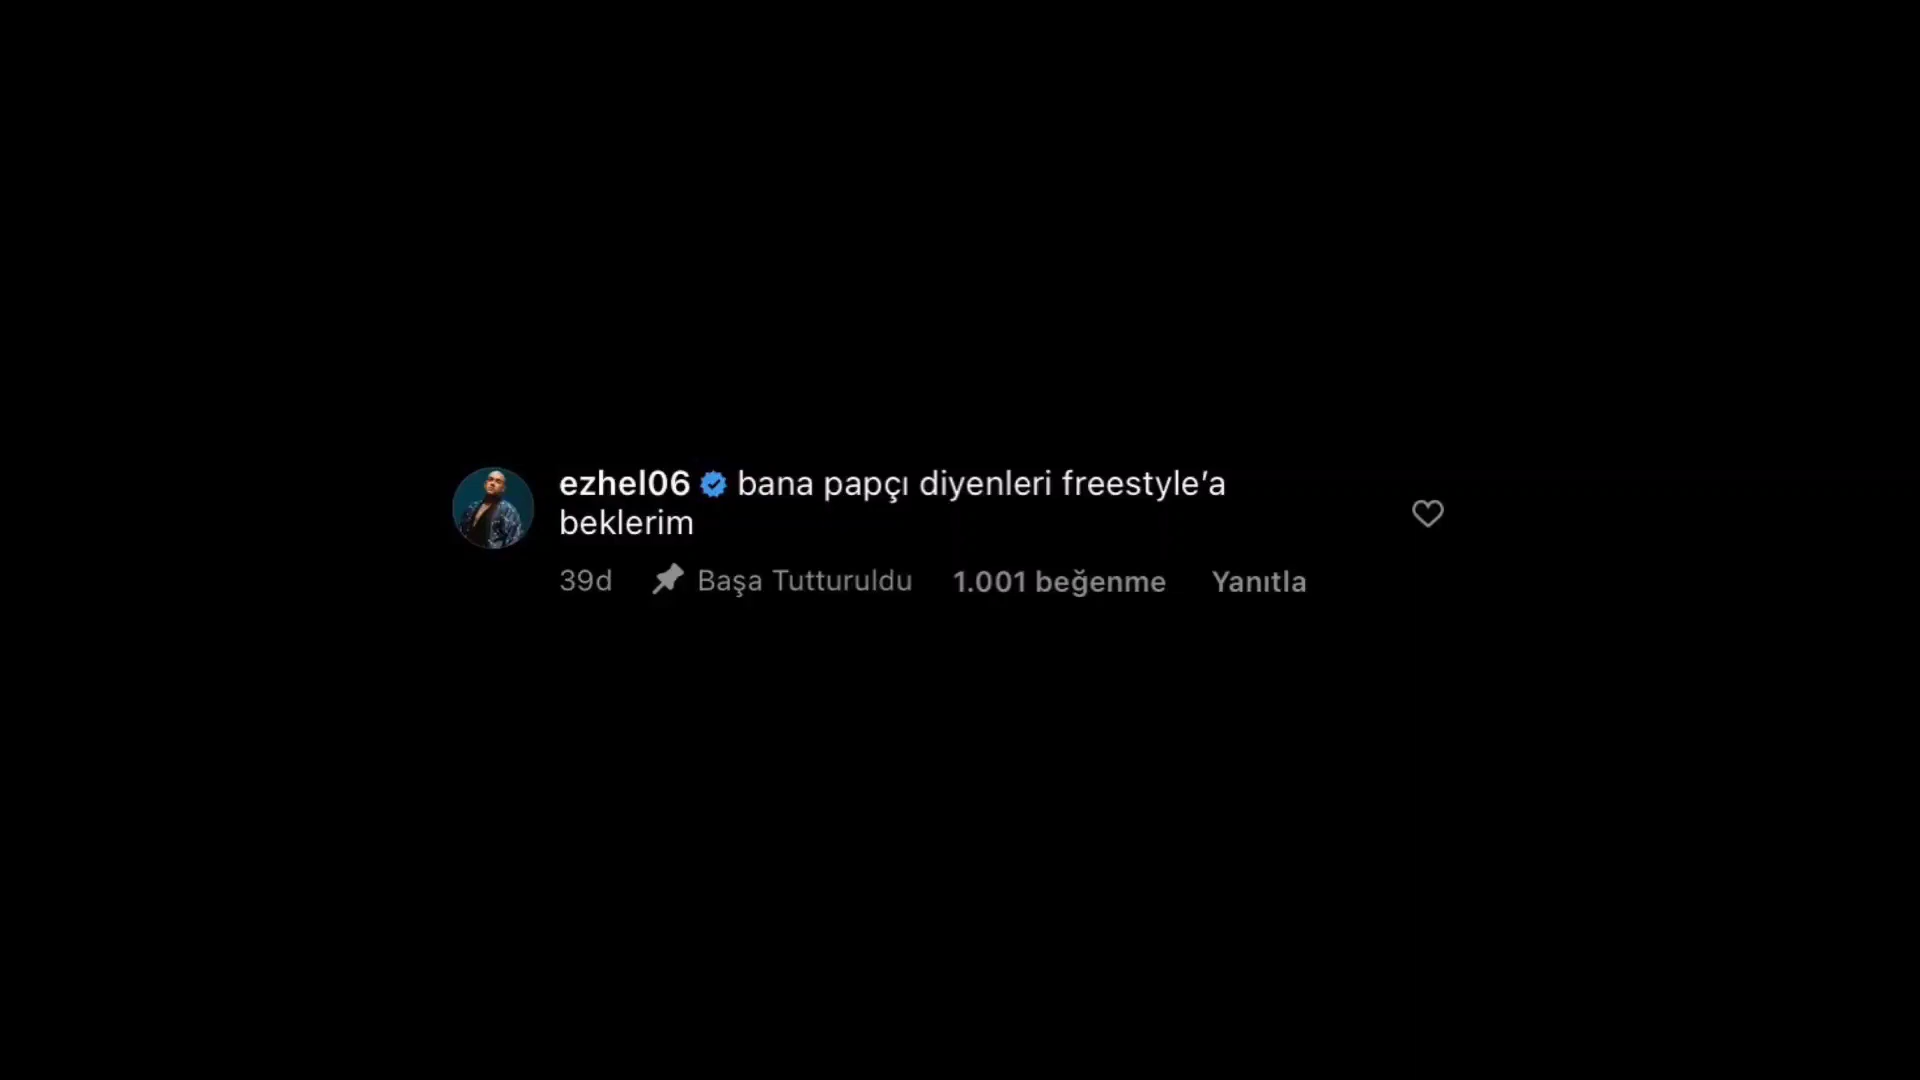 ezhel06 bana papçı diyenleri freestyle’a
beklerim
39d Başa Tutturuldu 1.001 beğenme Yanıtla